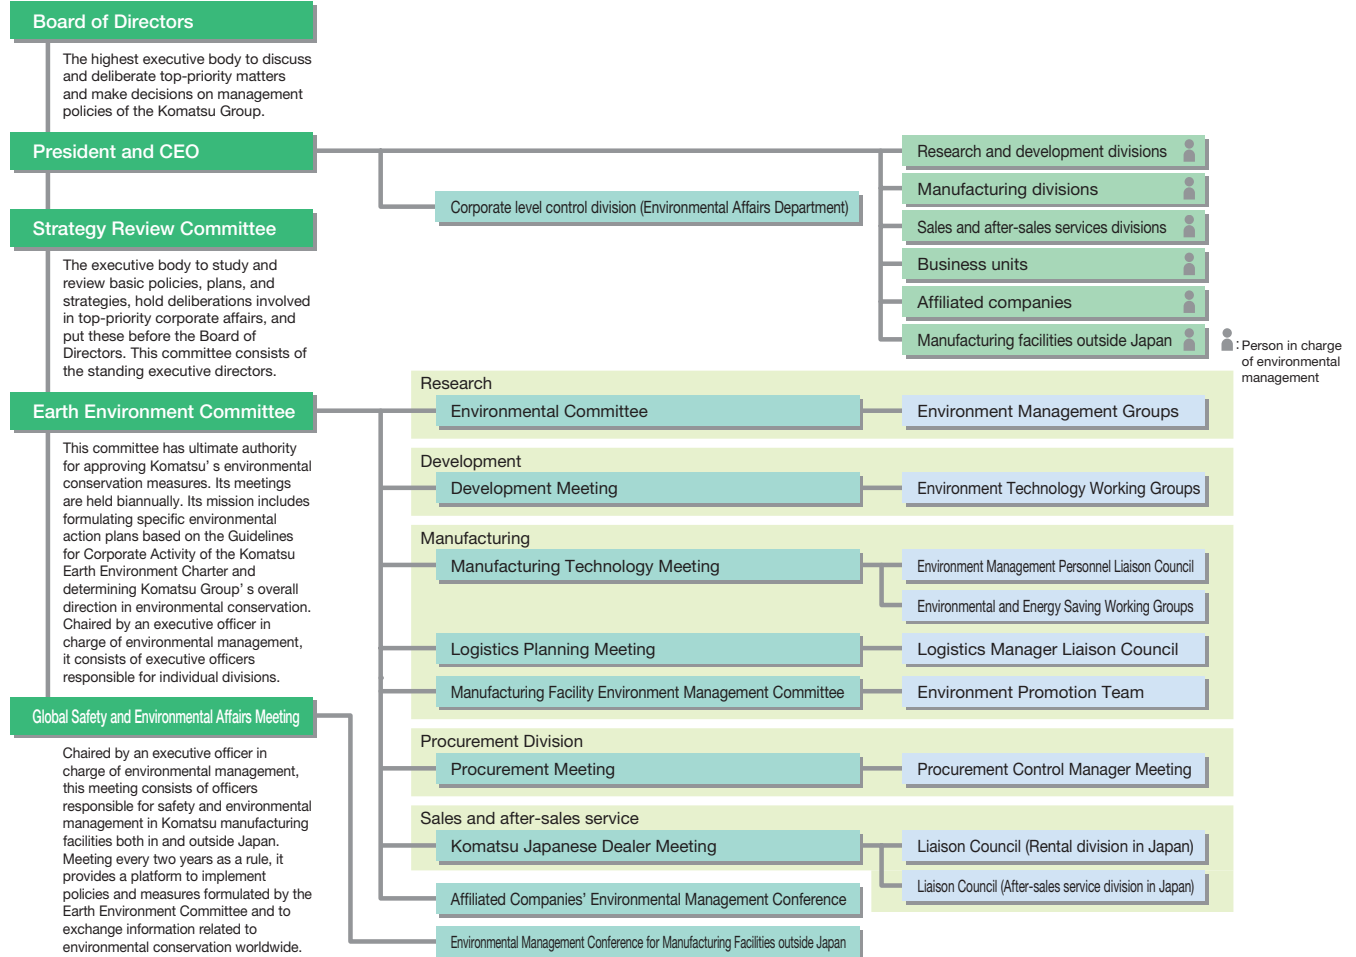 Board of Directors
The highest executive body to discuss
and deliberate top-priority matters
and make decisions on management
policies of the Komatsu Group.
President and CEO
Strategy Review Committee
The executive body to study and
review basic policies, plans, and
strategies, hold deliberations involved
in top-priority corporate affairs, and
put these before the Board of
Directors. This committee consists of
the standing executive directors.
Earth Environment Committee
This committee has ultimate authority
for approving Komatsu' s environmental
conservation measures. Its meetings
are held biannually. Its mission includes
formulating specific environmental
action plans based on the Guidelines
for Corporate Activity of the Komatsu
Earth Environment Charter and
determining Komatsu Group' s overall
direction in environmental conservation.
Chaired by an executive officer in
charge of environmental management,
it consists of executive officers
responsible for individual divisions.
Global Safety and Environmental Affairs Meeting
Chaired by an executive officer in
charge of environmental management,
this meeting consists of officers
responsible for safety and environmental
management in Komatsu manufacturing
facilities both in and outside Japan.
Meeting every two years as a rule, it
provides a platform to implement
policies and measures formulated by the
Earth Environment Committee and to
exchange information related to
environmental conservation worldwide.
Corporate level control division (Environmental Affairs Department)
Research and development divisions
Manufacturing divisions
Sales and after-sales services divisions
Business units
Affiliated companies
Manufacturing facilities outside Japan
: Person in charge
of environmental
management
Research
Environmental Committee
Environment Management Groups
Development
Development Meeting
Environment Technology Working Groups
Manufacturing
Manufacturing Technology Meeting
Environment Management Personnel Liaison Council
Environmental and Energy Saving Working Groups
Logistics Planning Meeting
Logistics Manager Liaison Council
Manufacturing Facility Environment Management Committee
Environment Promotion Team
Procurement Division
Procurement Meeting
Procurement Control Manager Meeting
Sales and after-sales service
Komatsu Japanese Dealer Meeting
Liaison Council (Rental division in Japan)
Liaison Council (After-sales service division in Japan)
Affiliated Companies' Environmental Management Conference
Environmental Management Conference for Manufacturing Facilities outside Japan